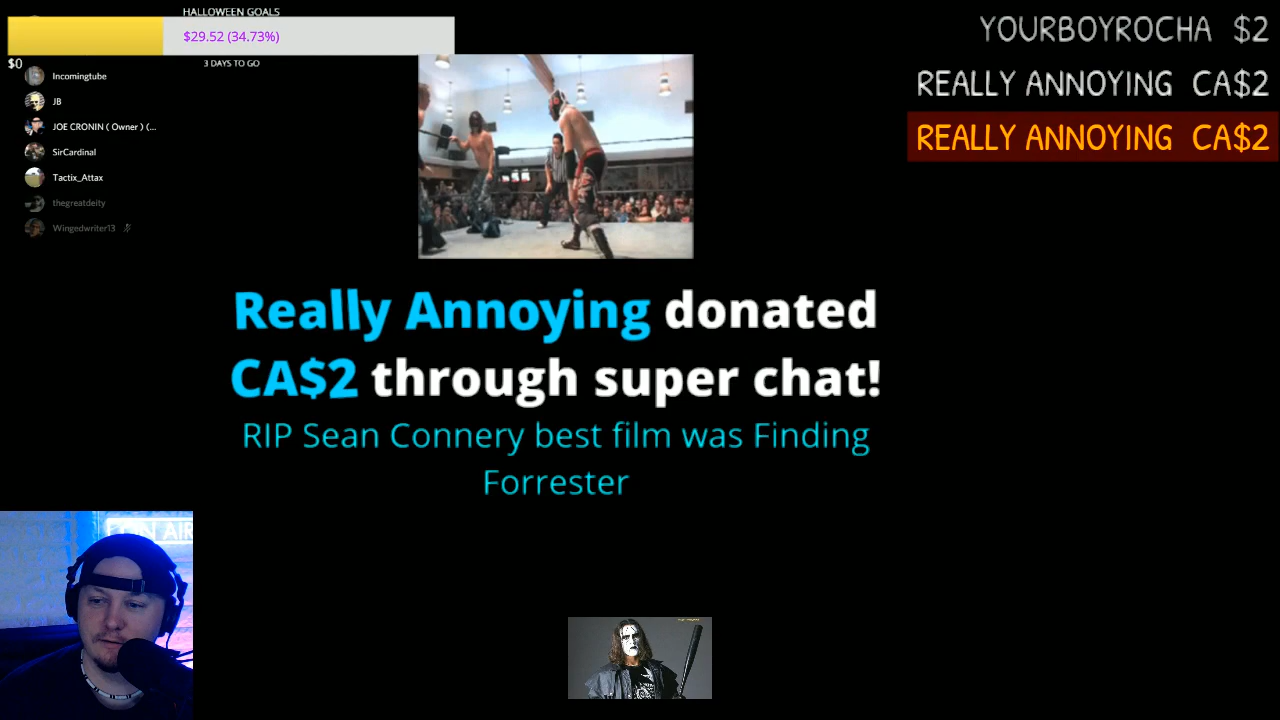 HALLOWEEN GOALS
$29.52 (34.73%)
$0
3 DAYS TO GO
Incomingtube
JB
JOE CRONIN ( Owner ) (...
SirCardinal
Tactix_Attax
thegreatdeity
Wingedwriter13
YOURBOYROCHA $2
REALLY ANNOYING CA$2
REALLY ANNOYING CA$2
Really Annoying donated
CA$2 through super chat!
RIP Sean Connery best film was Finding
Forrester
ON AIR